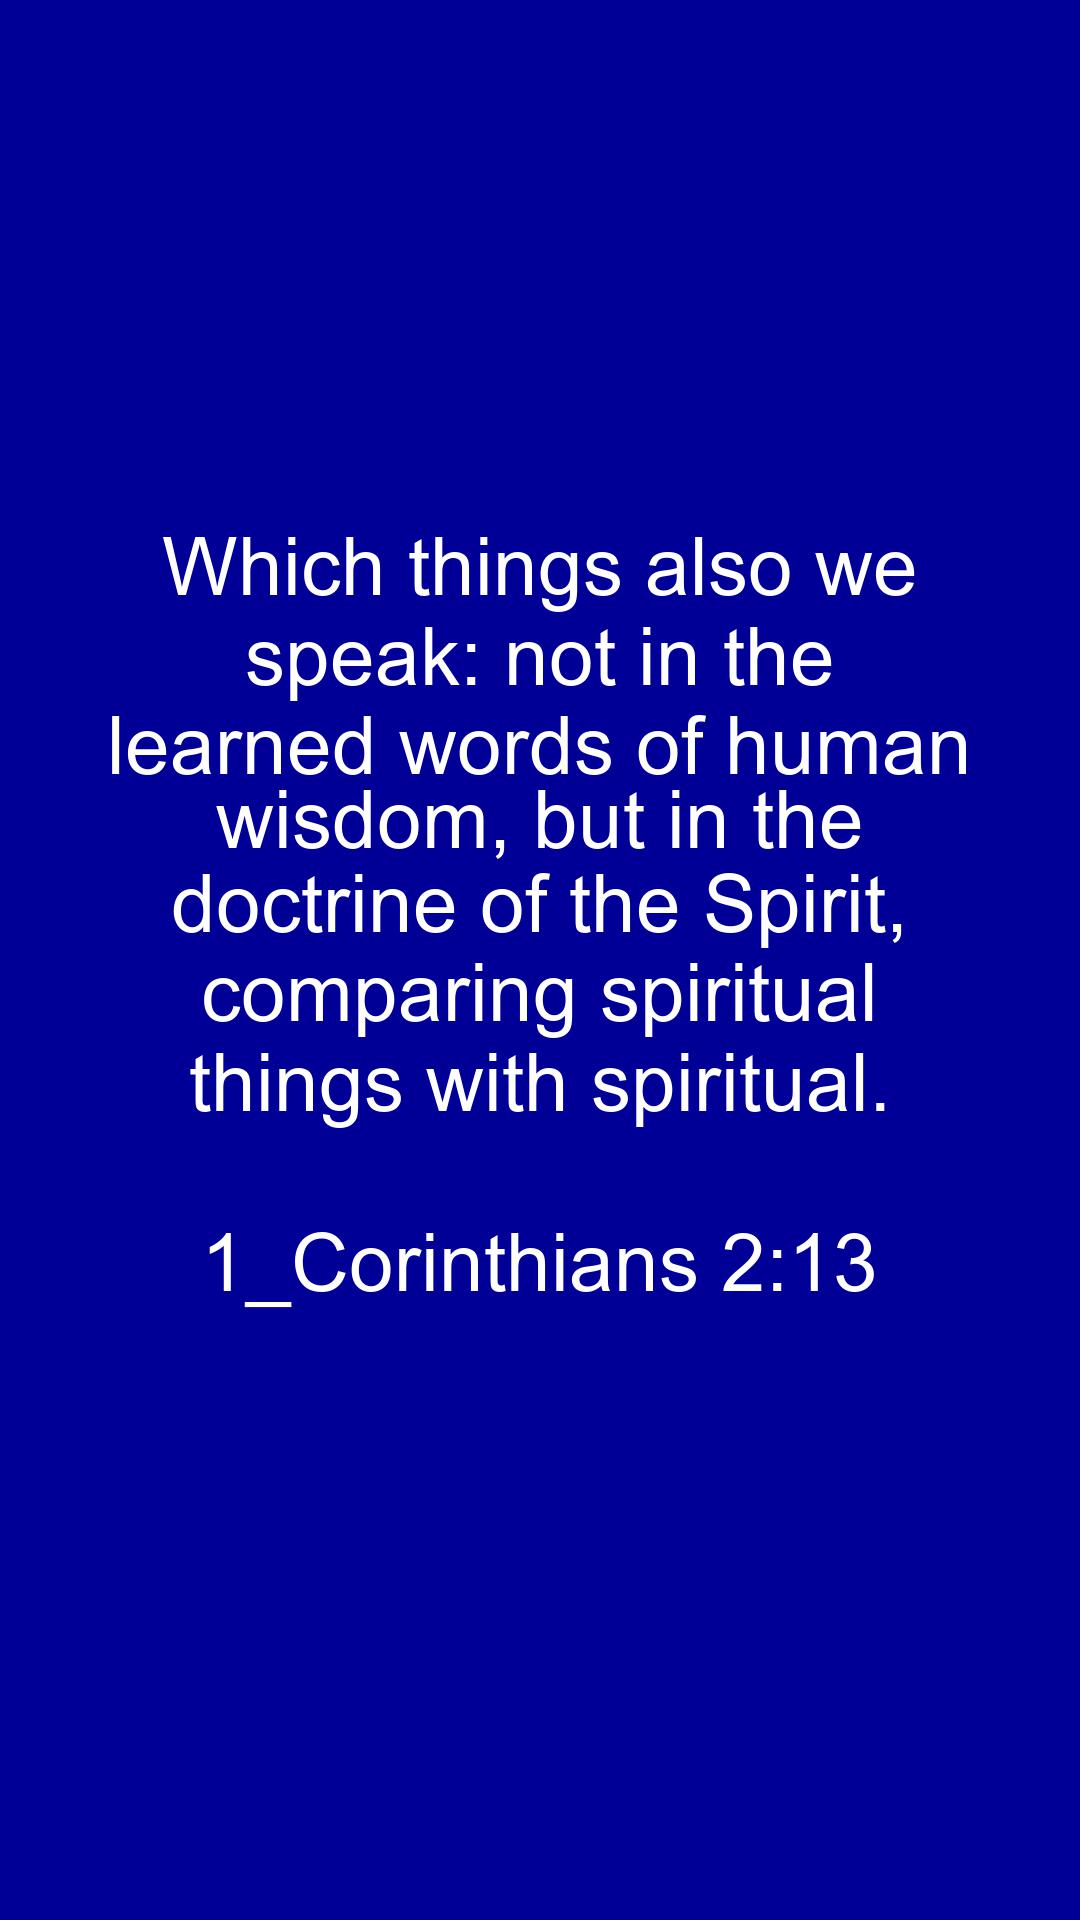 Which things also we
speak: not in the
learned words of human
wisdom, but in the
doctrine of the Spirit,
comparing spiritual
things with spiritual.
1_Corinthians 2:13